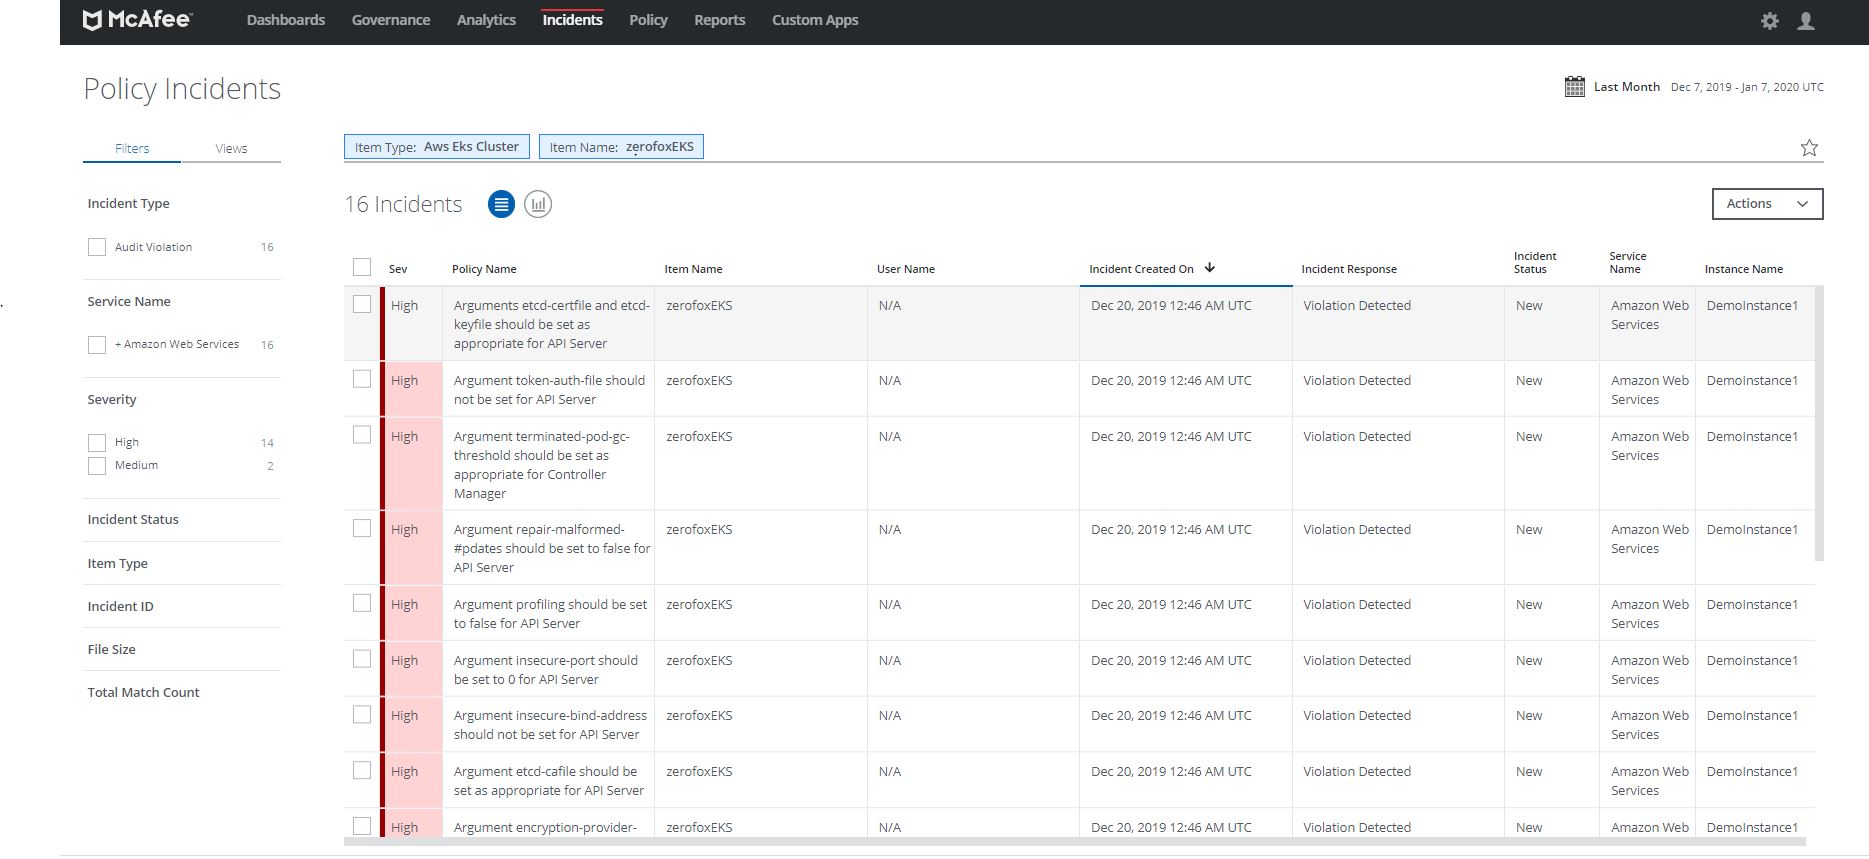 McAfee™ Dashboards Governance Analytics Incidents Policy Reports Custom Apps
Policy Incidents
Last Month Dec 7, 2019 - Jan 7, 2020 UTC
Filters Views
Item Type: Aws Eks Cluster Item Name: zerofoxEKS
Incident Type
Audit Violation 16
Service Name
+ Amazon Web Services 16
Severity
High 14
Medium 2
Incident Status
Item Type
Incident ID
File Size
Total Match Count
16 Incidents
Actions
Sev Policy Name Item Name User Name Incident Created On Incident Response Incident Status Service Name Instance Name
High Arguments etcd-certfile and etcd- zerofoxEKS N/A Dec 20, 2019 12:46 AM UTC Violation Detected New Amazon Web DemoInstance1
keyfile should be set as Services
appropriate for API Server
High Argument token-auth-file should zerofoxEKS N/A Dec 20, 2019 12:46 AM UTC Violation Detected New Amazon Web DemoInstance1
not be set for API Server Services
High Argument terminated-pod-gc- zerofoxEKS N/A Dec 20, 2019 12:46 AM UTC Violation Detected New Amazon Web DemoInstance1
threshold should be set as Services
appropriate for Controller
Manager
High Argument repair-malformed- zerofoxEKS N/A Dec 20, 2019 12:46 AM UTC Violation Detected New Amazon Web DemoInstance1
#pdates should be set to false for Services
API Server
High Argument profiling should be set zerofoxEKS N/A Dec 20, 2019 12:46 AM UTC Violation Detected New Amazon Web DemoInstance1
to false for API Server Services
High Argument insecure-port should zerofoxEKS N/A Dec 20, 2019 12:46 AM UTC Violation Detected New Amazon Web DemoInstance1
be set to 0 for API Server Services
High Argument insecure-bind-address zerofoxEKS N/A Dec 20, 2019 12:46 AM UTC Violation Detected New Amazon Web DemoInstance1
should not be set for API Server Services
High Argument etcd-cafile should be zerofoxEKS N/A Dec 20, 2019 12:46 AM UTC Violation Detected New Amazon Web DemoInstance1
set as appropriate for API Server Services
High Argument encryption-provider- zerofoxEKS N/A Dec 20, 2019 12:46 AM UTC Violation Detected New Amazon Web DemoInstance1